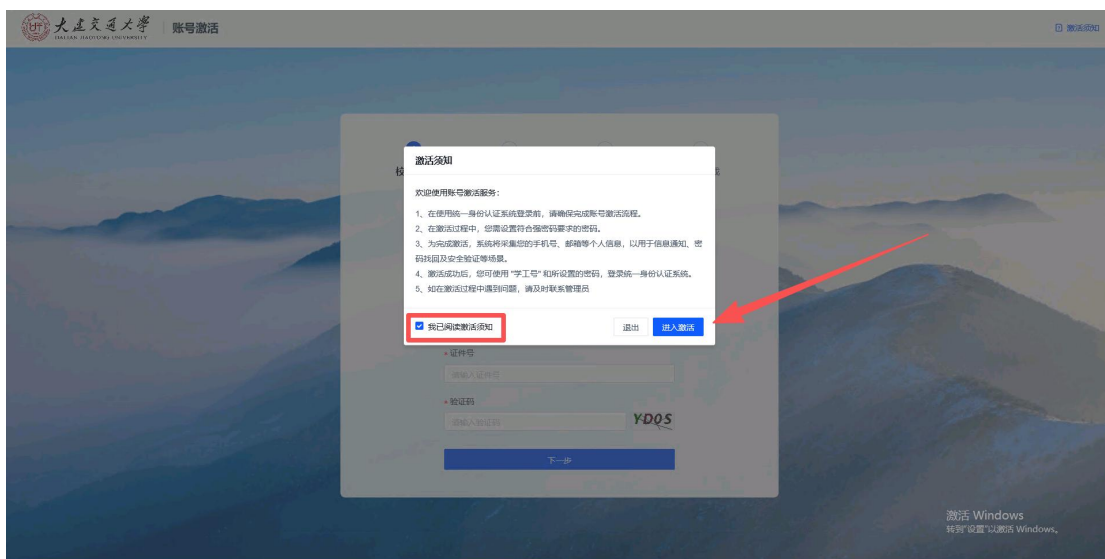 大连交通大学
DALIAN JIAOTONG UNIVERSITY
账号激活
激活须知
激活须知
欢迎使用账号激活服务：
1、在使用统一身份认证系统登录前，请确保完成账号激活流程。
2、在激活过程中，您需设置符合强密码要求的密码。
3、为完成激活，系统将采集您的手机号、邮箱等个人信息，以用于信息通知、密
码找回及安全验证等场景。
4、激活成功后，您可使用 "学工号" 和所设置的密码，登录统一身份认证系统。
5、如在激活过程中遇到问题，请及时联系管理员
我已阅读激活须知
退出
进入激活
* 证件号
请输入证件号
* 验证码
请输入验证码
YDQS
下一步
激活 Windows
转到"设置"以激活 Windows。